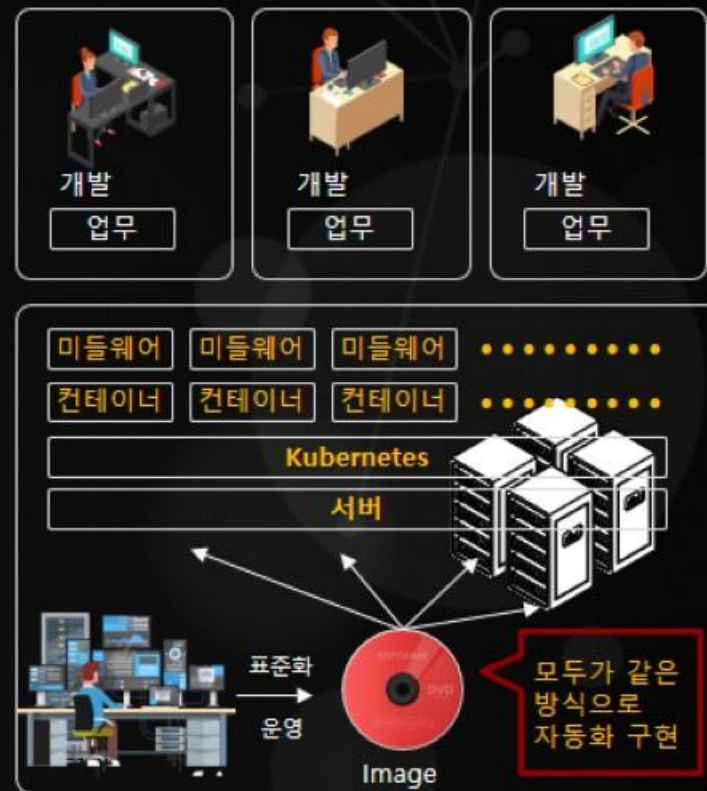 개발
개발
개발
업무
업무
업무
미들웨어
미들웨어
미들웨어
컨테이너
컨테이너
컨테이너
Kubernetes
서버
표준화
운영
SOFTWARE
DVD
Image
모두가 같은
방식으로
자동화 구현